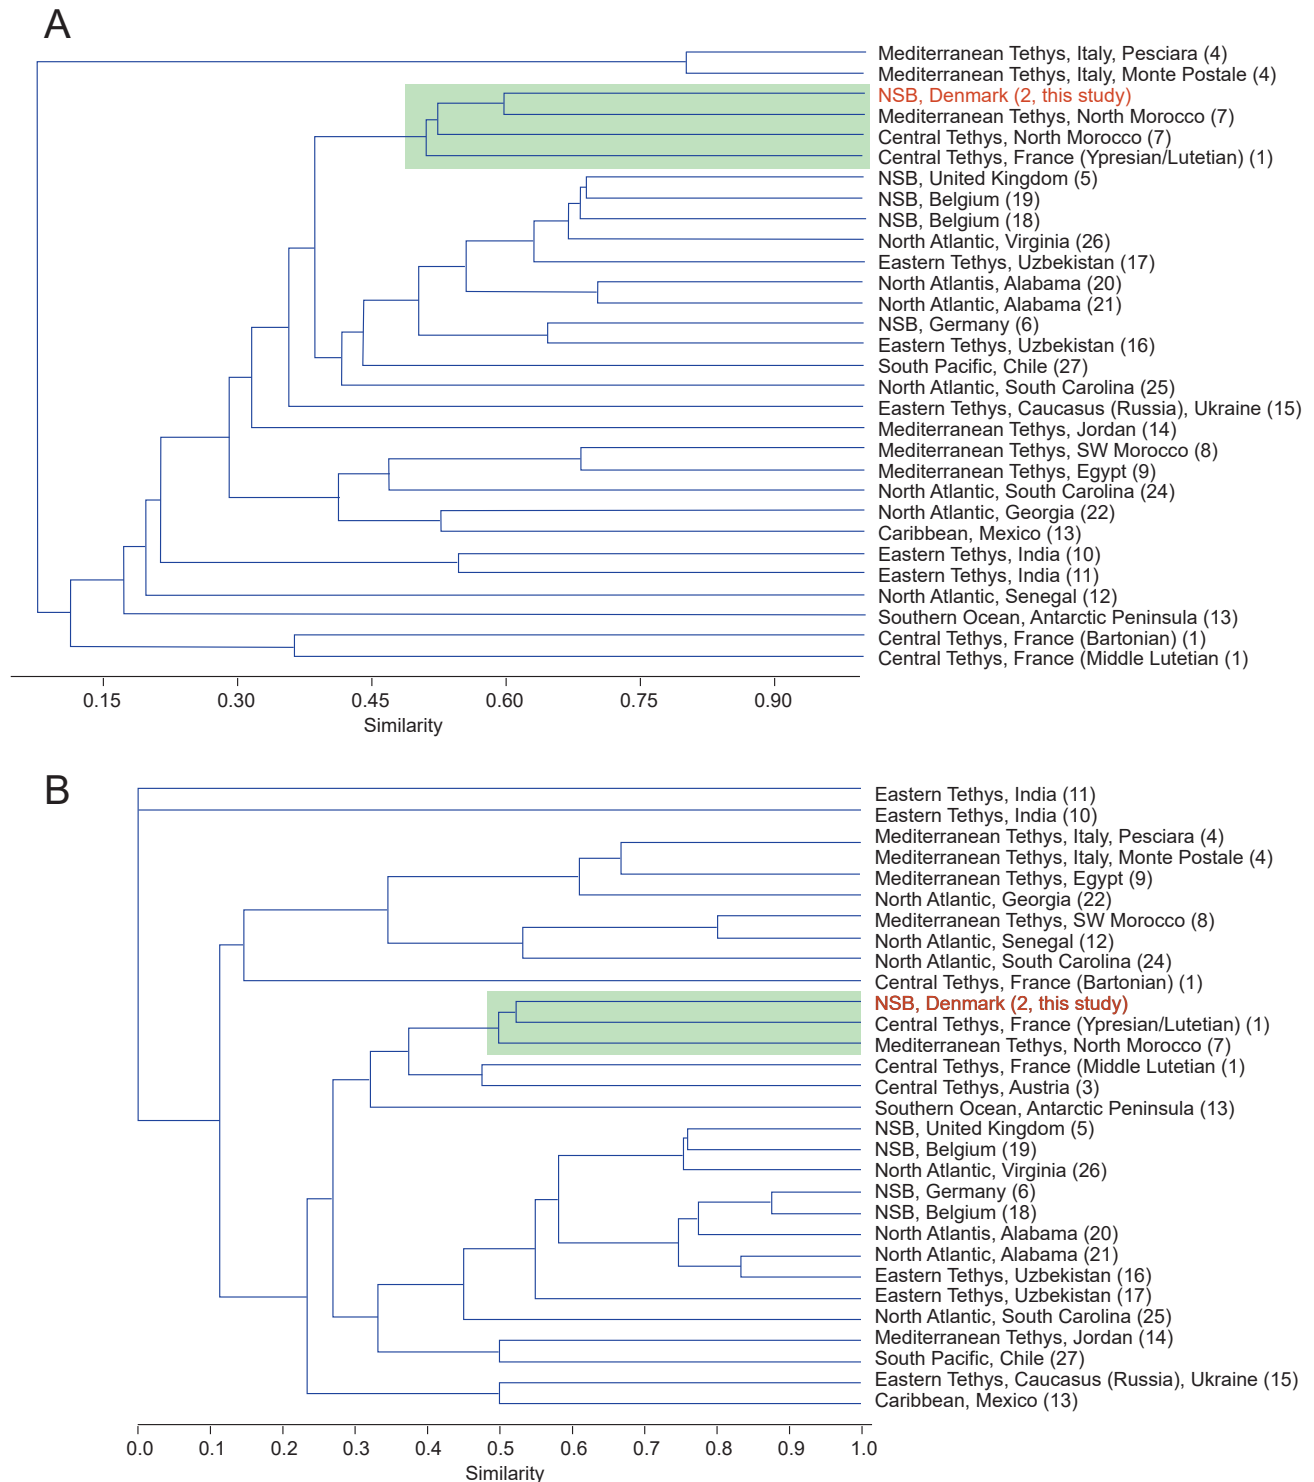 A
Mediterranean Tethys, Italy, Pesciara (4)
Mediterranean Tethys, Italy, Monte Postale (4)
NSB, Denmark (2, this study)
Mediterranean Tethys, North Morocco (7)
Central Tethys, North Morocco (7)
Central Tethys, France (Ypresian/Lutetian) (1)
NSB, United Kingdom (5)
NSB, Belgium (19)
NSB, Belgium (18)
North Atlantic, Virginia (26)
Eastern Tethys, Uzbekistan (17)
North Atlantis, Alabama (20)
North Atlantic, Alabama (21)
NSB, Germany (6)
Eastern Tethys, Uzbekistan (16)
South Pacific, Chile (27)
North Atlantic, South Carolina (25)
Eastern Tethys, Caucasus (Russia), Ukraine (15)
Mediterranean Tethys, Jordan (14)
Mediterranean Tethys, SW Morocco (8)
Mediterranean Tethys, Egypt (9)
North Atlantic, South Carolina (24)
North Atlantic, Georgia (22)
Caribbean, Mexico (13)
Eastern Tethys, India (10)
Eastern Tethys, India (11)
North Atlantic, Senegal (12)
Southern Ocean, Antarctic Peninsula (13)
Central Tethys, France (Bartonian) (1)
Central Tethys, France (Middle Lutetian (1)
0.15 0.30 0.45 0.60 0.75 0.90
Similarity
B
Eastern Tethys, India (11)
Eastern Tethys, India (10)
Mediterranean Tethys, Italy, Pesciara (4)
Mediterranean Tethys, Italy, Monte Postale (4)
Mediterranean Tethys, Egypt (9)
North Atlantic, Georgia (22)
Mediterranean Tethys, SW Morocco (8)
North Atlantic, Senegal (12)
North Atlantic, South Carolina (24)
Central Tethys, France (Bartonian) (1)
NSB, Denmark (2, this study)
Central Tethys, France (Ypresian/Lutetian) (1)
Mediterranean Tethys, North Morocco (7)
Central Tethys, France (Middle Lutetian (1)
Central Tethys, Austria (3)
Southern Ocean, Antarctic Peninsula (13)
NSB, United Kingdom (5)
NSB, Belgium (19)
North Atlantic, Virginia (26)
NSB, Germany (6)
NSB, Belgium (18)
North Atlantis, Alabama (20)
North Atlantic, Alabama (21)
Eastern Tethys, Uzbekistan (16)
Eastern Tethys, Uzbekistan (17)
North Atlantic, South Carolina (25)
Mediterranean Tethys, Jordan (14)
South Pacific, Chile (27)
Eastern Tethys, Caucasus (Russia), Ukraine (15)
Caribbean, Mexico (13)
0.0 0.1 0.2 0.3 0.4 0.5 0.6 0.7 0.8 0.9 1.0
Similarity